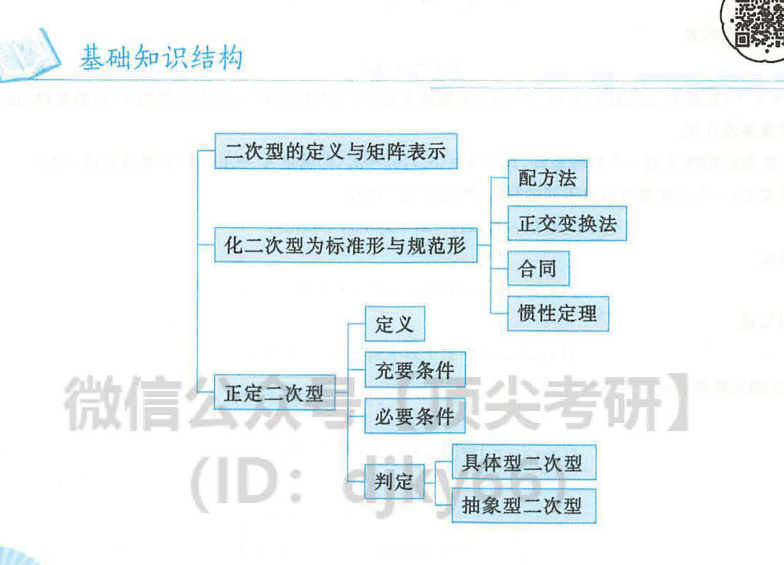 基础知识结构
二次型的定义与矩阵表示
化二次型为标准形与规范形
配方法
正交变换法
合同
惯性定理
正定二次型
定义
充要条件
必要条件
判定
具体型二次型
抽象型二次型
微信公众号【顶尖考研】
(ID: djky66)